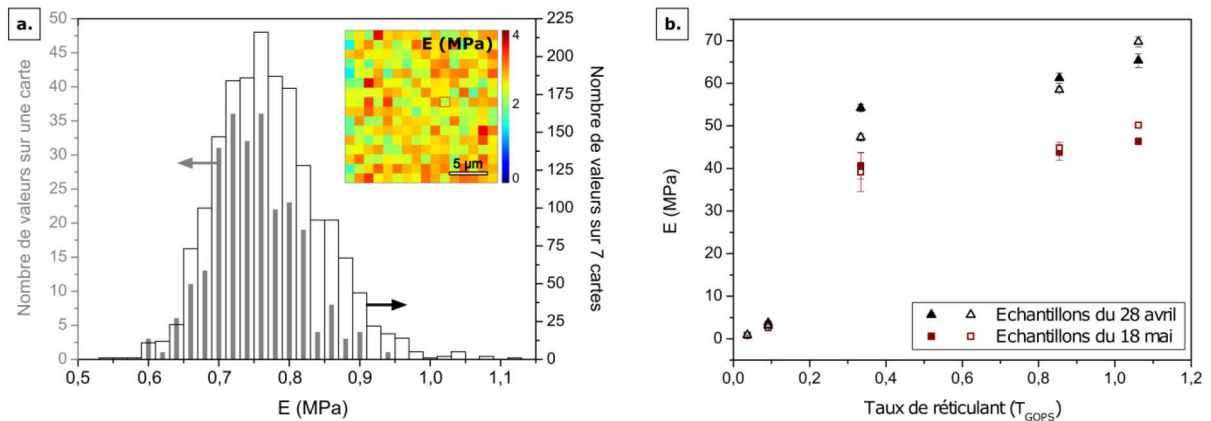 a.
50
45
40
35
30
25
20
15
10
5
0
Nombre de valeurs sur une carte
225
200
175
150
125
100
75
50
25
0
Nombre de valeurs sur 7 cartes
E (MPa)
4
2
0
5 µm
0,5 0,6 0,7 0,8 0,9 1,0 1,1
E (MPa)
b.
70
60
50
40
30
20
10
0
E (MPa)
Echantillons du 28 avril
Echantillons du 18 mai
0,0 0,2 0,4 0,6 0,8 1,0 1,2
Taux de réticulant (T_GOPS)